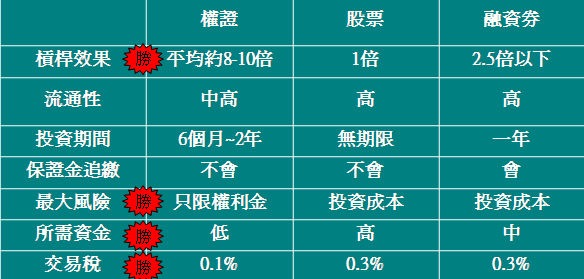 權證 股票 融資券
槓桿效果 勝 平均約8-10倍 1倍 2.5倍以下
流通性 中高 高 高
投資期間 6個月~2年 無期限 一年
保證金追繳 不會 不會 會
最大風險 勝 只限權利金 投資成本 投資成本
所需資金 勝 低 高 中
交易稅 勝 0.1% 0.3% 0.3%